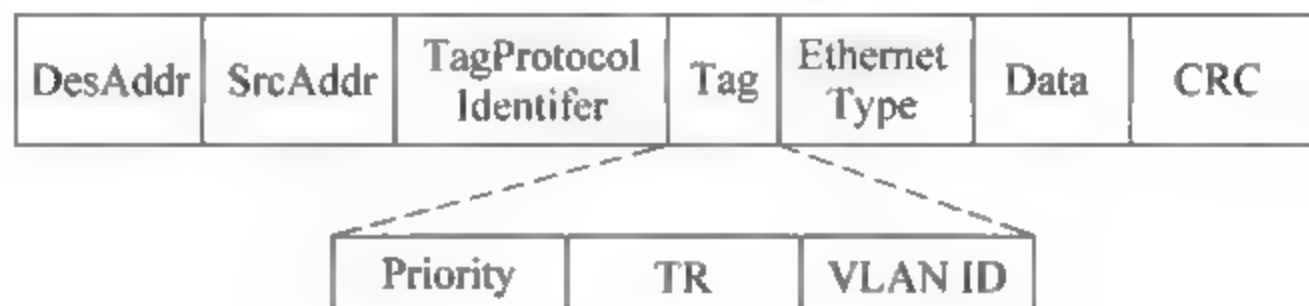 DesAddr
SrcAddr
TagProtocol
Identifer
Tag
Ethernet
Type
Data
CRC
Priority
TR
VLAN ID